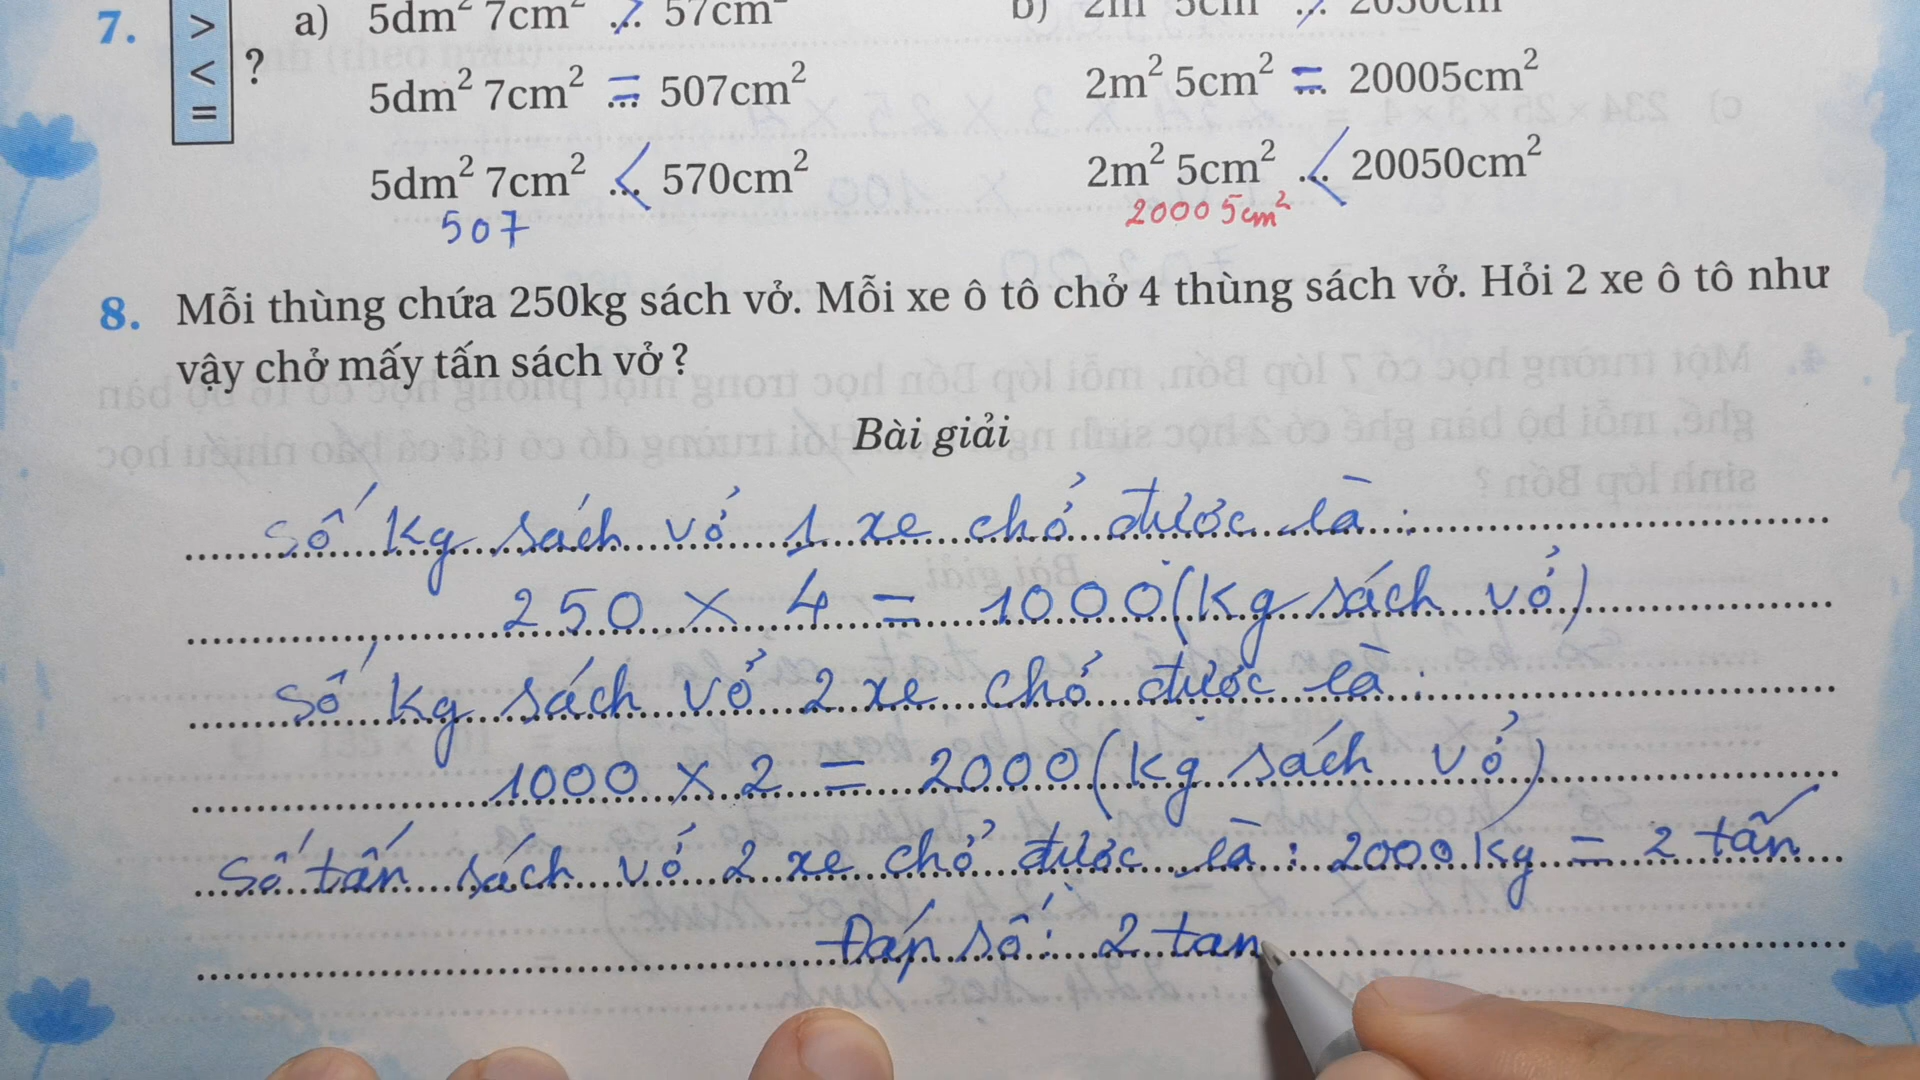 7. > < = ? a) 5dm² 7cm² > 57cm² b) 2m² 5cm² > 2050cm²
5dm² 7cm² = 507cm² 2m² 5cm² = 20005cm²
5dm² 7cm² < 570cm² 2m² 5cm² < 20050cm²
507 20005cm²
8. Mỗi thùng chứa 250kg sách vở. Mỗi xe ô tô chở 4 thùng sách vở. Hỏi 2 xe ô tô như
vậy chở mấy tấn sách vở ?
Bài giải
Số kg sách vở 1 xe chở được là :
250 × 4 = 1000 (kg sách vở)
Số kg sách vở 2 xe chở được là :
1000 × 2 = 2000 (kg sách vở)
Số tấn sách vở 2 xe chở được là : 2000 kg = 2 tấn
Đáp số : 2 tan